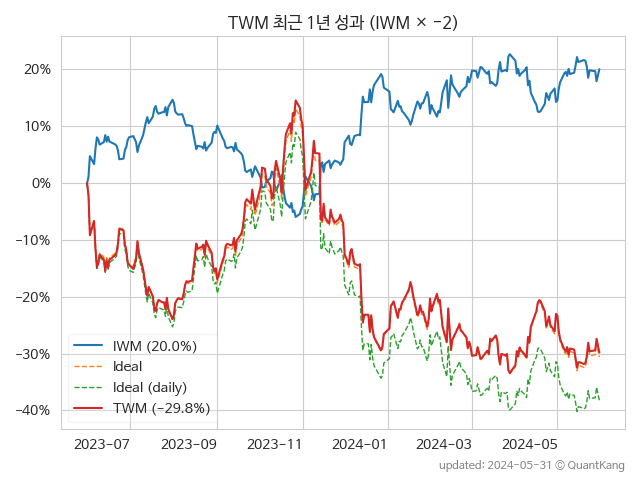 TWM 최근 1년 성과 (IWM × −2)
20%
10%
0%
−10%
−20%
−30%
−40%
IWM (20.0%)
Ideal
Ideal (daily)
TWM (−29.8%)
2023-07
2023-09
2023-11
2024-01
2024-03
2024-05
updated: 2024-05-31 © QuantKang